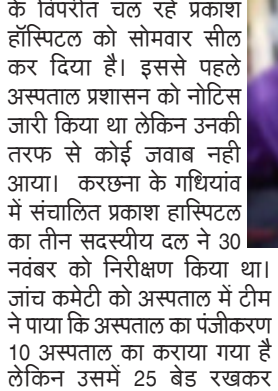 के विपरीत चल रहे प्रकाश
हॉस्पिटल को सोमवार सील
कर दिया है। इससे पहले
अस्पताल प्रशासन को नोटिस
जारी किया था लेकिन उनकी
तरफ से कोई जवाब नही
आया। करछना के गधियांव
में संचालित प्रकाश हास्पिटल
का तीन सदस्यीय दल ने 30
नवंबर को निरीक्षण किया था।
जांच कमेटी को अस्पताल में टीम
ने पाया कि अस्पताल का पंजीकरण
10 अस्पताल का कराया गया है
लेकिन उसमें 25 बेड रखकर